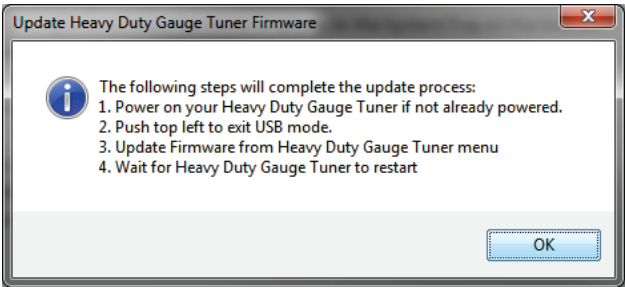 Update Heavy Duty Gauge Tuner Firmware
The following steps will complete the update process:
1. Power on your Heavy Duty Gauge Tuner if not already powered.
2. Push top left to exit USB mode.
3. Update Firmware from Heavy Duty Gauge Tuner menu
4. Wait for Heavy Duty Gauge Tuner to restart
OK